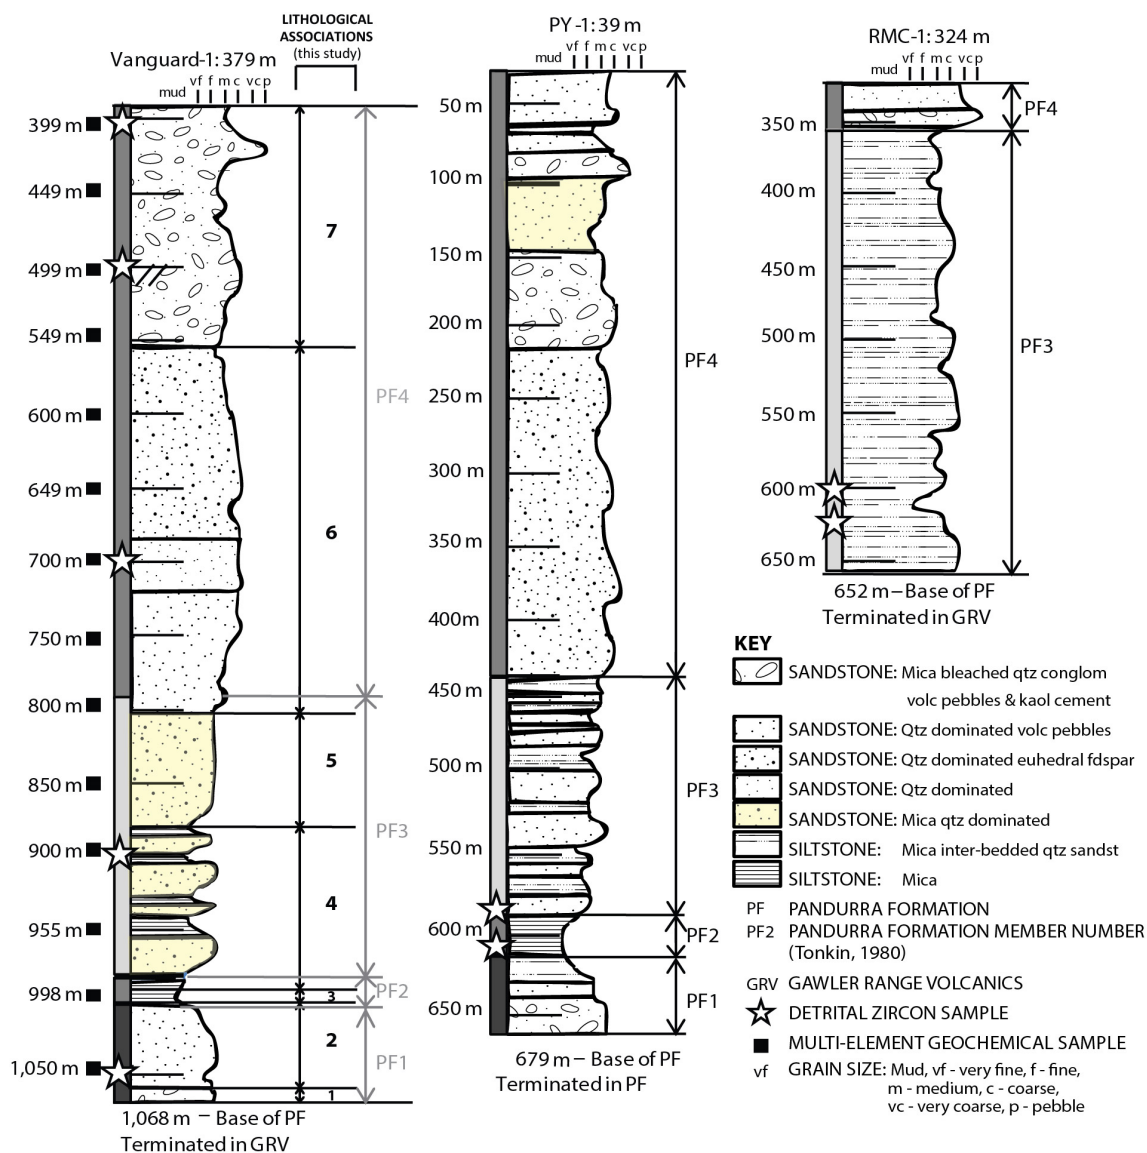 LITHOLOGICAL
ASSOCIATIONS
(this study)
Vanguard-1: 379 m
mud vf f m c vc p
399 m
449 m
499 m
549 m
600 m
649 m
700 m
750 m
800 m
850 m
900 m
955 m
998 m
1,050 m
7
6
5
4
3
2
1
PF4
PF3
PF2
PF1
1,068 m – Base of PF
Terminated in GRV
PY -1: 39 m
mud vf f m c vc p
50 m
100 m
150 m
200 m
250 m
300 m
350 m
400m
450 m
500 m
550 m
600 m
650 m
PF4
PF3
PF2
PF1
679 m – Base of PF
Terminated in PF
RMC-1: 324 m
mud vf f m c vc p
350 m
400 m
450 m
500 m
550 m
600 m
650 m
PF4
PF3
652 m – Base of PF
Terminated in GRV
KEY
SANDSTONE: Mica bleached qtz conglom
volc pebbles & kaol cement
SANDSTONE: Qtz dominated volc pebbles
SANDSTONE: Qtz dominated euhedral fdspar
SANDSTONE: Qtz dominated
SANDSTONE: Mica qtz dominated
SILTSTONE: Mica inter-bedded qtz sandst
SILTSTONE: Mica
PF PANDURRA FORMATION
PF2 PANDURRA FORMATION MEMBER NUMBER
(Tonkin, 1980)
GRV GAWLER RANGE VOLCANICS
DETRITAL ZIRCON SAMPLE
MULTI-ELEMENT GEOCHEMICAL SAMPLE
vf GRAIN SIZE: Mud, vf - very fine, f - fine,
m - medium, c - coarse,
vc - very coarse, p - pebble